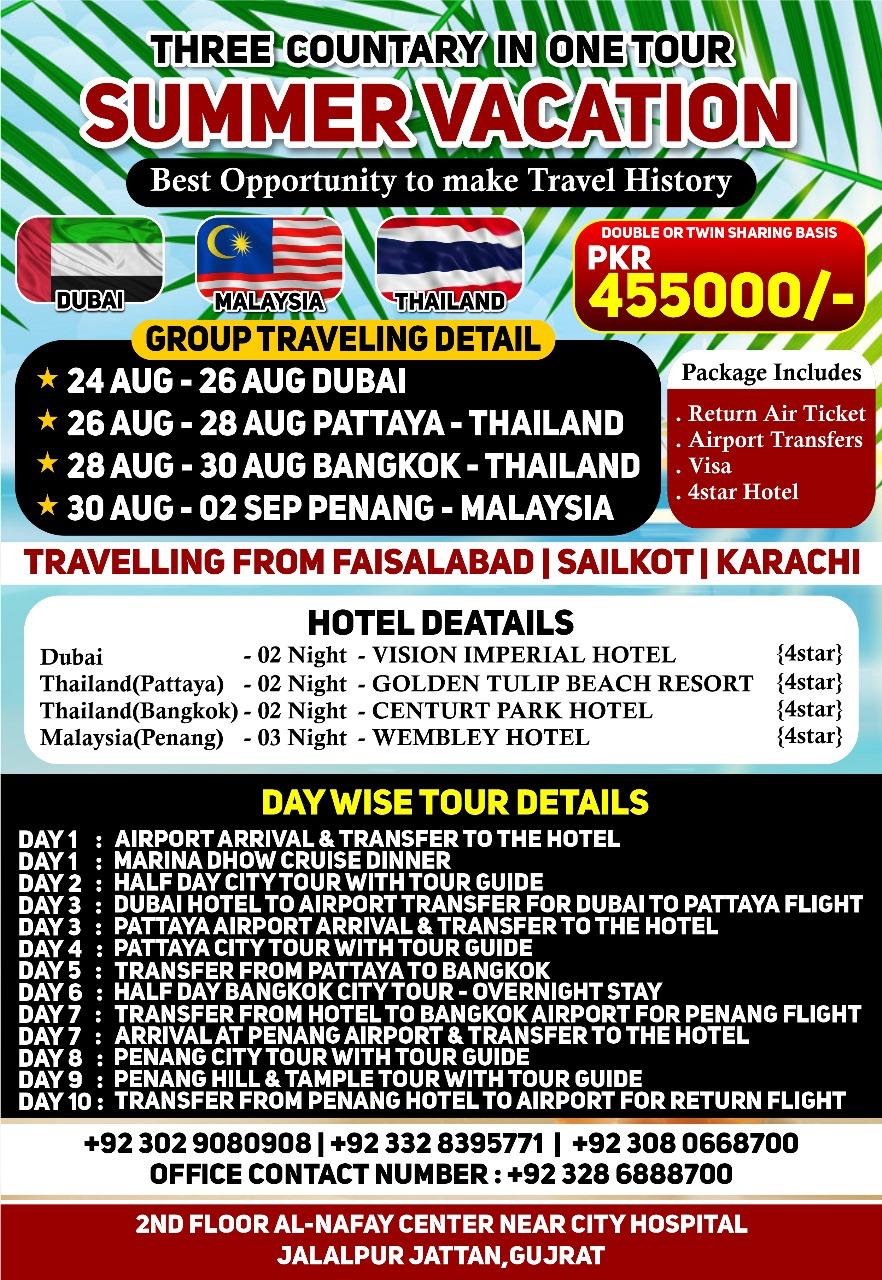 THREE COUNTARY IN ONE TOUR
SUMMER VACATION
Best Opportunity to make Travel History
DUBAI
MALAYSIA
THAILAND
DOUBLE OR TWIN SHARING BASIS
PKR
455000/-
GROUP TRAVELING DETAIL
★ 24 AUG - 26 AUG DUBAI
★ 26 AUG - 28 AUG PATTAYA - THAILAND
★ 28 AUG - 30 AUG BANGKOK - THAILAND
★ 30 AUG - 02 SEP PENANG - MALAYSIA
Package Includes
. Return Air Ticket
. Airport Transfers
. Visa
. 4star Hotel
TRAVELLING FROM FAISALABAD | SAILKOT | KARACHI
HOTEL DEATAILS
Dubai - 02 Night - VISION IMPERIAL HOTEL {4star}
Thailand(Pattaya) - 02 Night - GOLDEN TULIP BEACH RESORT {4star}
Thailand(Bangkok) - 02 Night - CENTURT PARK HOTEL {4star}
Malaysia(Penang) - 03 Night - WEMBLEY HOTEL {4star}
DAY WISE TOUR DETAILS
DAY 1 : AIRPORT ARRIVAL & TRANSFER TO THE HOTEL
DAY 1 : MARINA DHOW CRUISE DINNER
DAY 2 : HALF DAY CITY TOUR WITH TOUR GUIDE
DAY 3 : DUBAI HOTEL TO AIRPORT TRANSFER FOR DUBAI TO PATTAYA FLIGHT
DAY 3 : PATTAYA AIRPORT ARRIVAL & TRANSFER TO THE HOTEL
DAY 4 : PATTAYA CITY TOUR WITH TOUR GUIDE
DAY 5 : TRANSFER FROM PATTAYA TO BANGKOK
DAY 6 : HALF DAY BANGKOK CITY TOUR - OVERNIGHT STAY
DAY 7 : TRANSFER FROM HOTEL TO BANGKOK AIRPORT FOR PENANG FLIGHT
DAY 7 : ARRIVAL AT PENANG AIRPORT & TRANSFER TO THE HOTEL
DAY 8 : PENANG CITY TOUR WITH TOUR GUIDE
DAY 9 : PENANG HILL & TAMPLE TOUR WITH TOUR GUIDE
DAY 10 : TRANSFER FROM PENANG HOTEL TO AIRPORT FOR RETURN FLIGHT
+92 302 9080908 | +92 332 8395771 | +92 308 0668700
OFFICE CONTACT NUMBER : +92 328 6888700
2ND FLOOR AL-NAFAY CENTER NEAR CITY HOSPITAL
JALALPUR JATTAN,GUJRAT